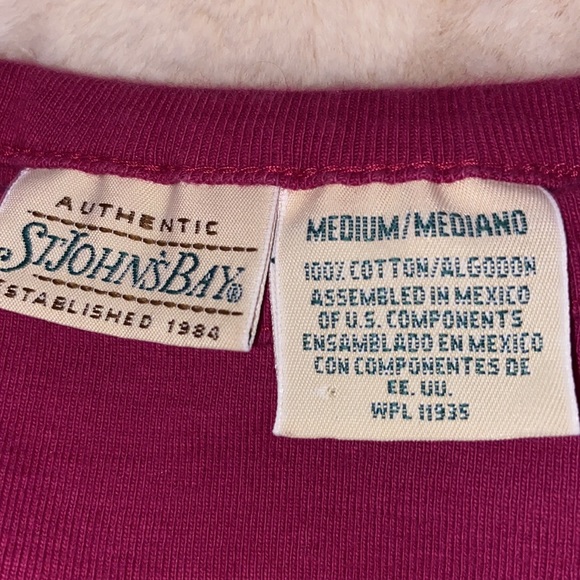 AUTHENTIC
ST. JOHN'S BAY®
ESTABLISHED 1984
MEDIUM/MEDIANO
100% COTTON/ALGODON
ASSEMBLED IN MEXICO
OF U.S. COMPONENTS
ENSAMBLADO EN MEXICO
CON COMPONENTES DE
EE. UU.
WPL 11935